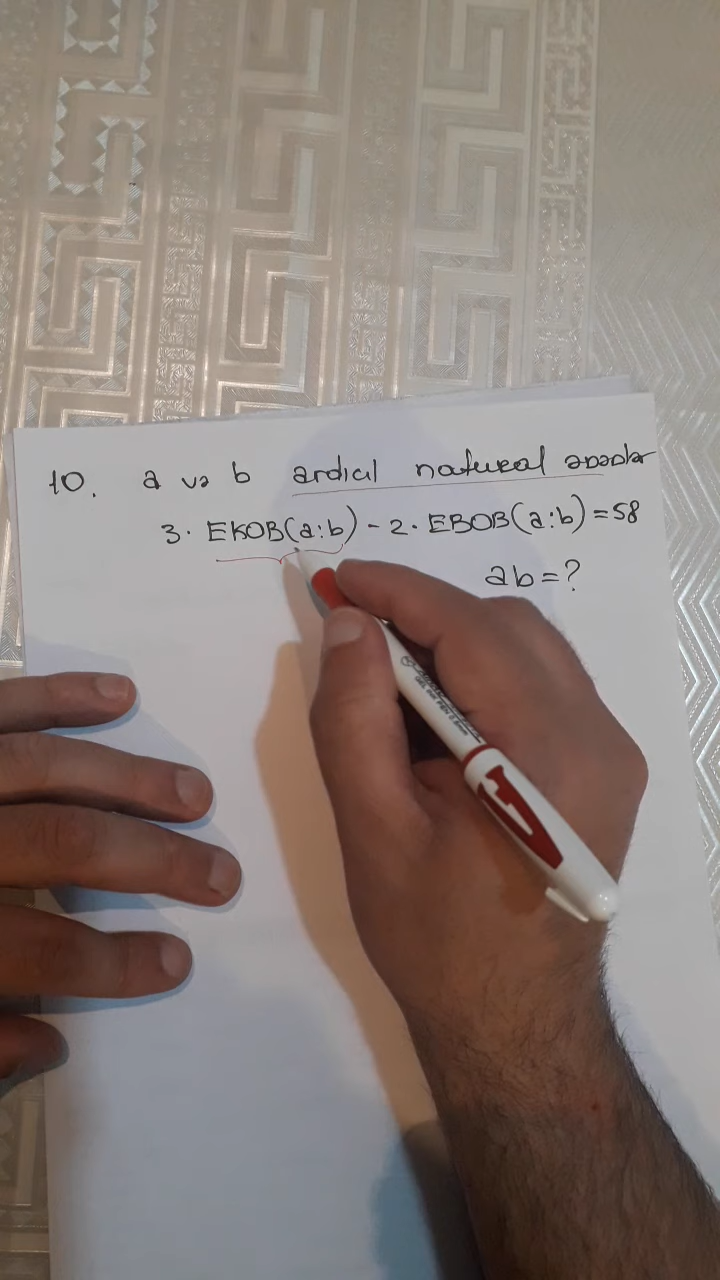 10. a və b ardıcıl natural ədədlər
3. EKOB(a:b) - 2. EBOB(a:b) = 58
ab = ?